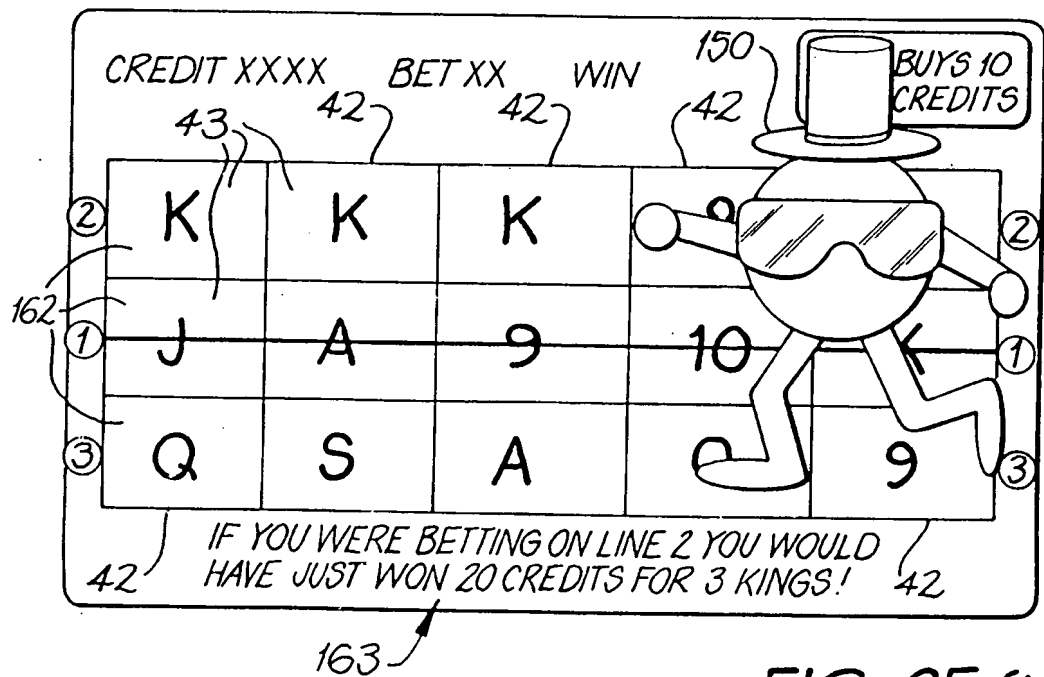 150
BUYS 10
CREDITS
CREDIT XXXX BET XX WIN
43 42 42 42
2 K K K 2
162
1 J A 9 10 K 1
3 Q S A 9 3
IF YOU WERE BETTING ON LINE 2 YOU WOULD
HAVE JUST WON 20 CREDITS FOR 3 KINGS!
42 42
163